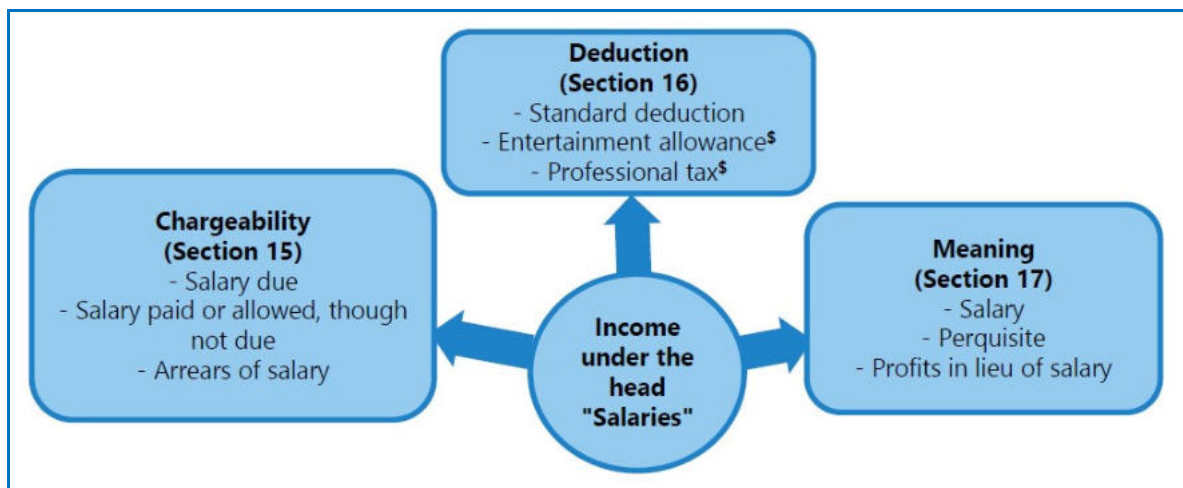 Deduction
(Section 16)
- Standard deduction
- Entertainment allowance$
- Professional tax$
Chargeability
(Section 15)
- Salary due
- Salary paid or allowed, though
not due
- Arrears of salary
Meaning
(Section 17)
- Salary
- Perquisite
- Profits in lieu of salary
Income
under the
head
"Salaries"